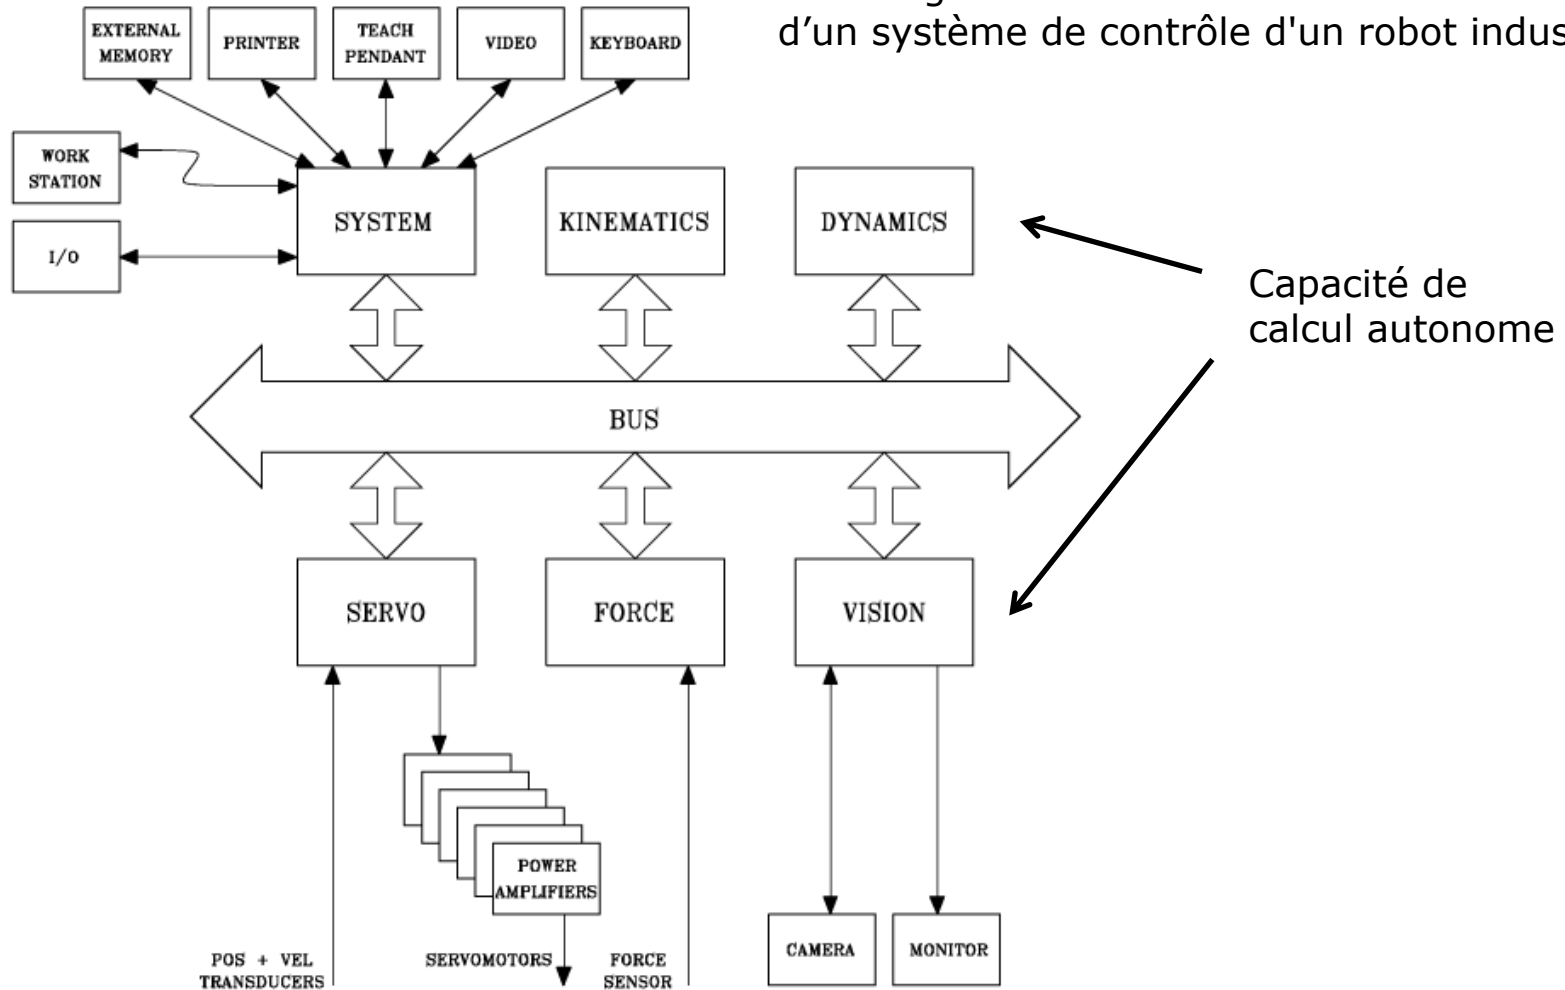 d’un système de contrôle d'un robot
EXTERNAL
MEMORY
PRINTER
TEACH
PENDANT
VIDEO
KEYBOARD
WORK
STATION
I/O
SYSTEM
KINEMATICS
DYNAMICS
Capacité de
calcul autonome
BUS
SERVO
FORCE
VISION
POWER
AMPLIFIERS
CAMERA
MONITOR
POS + VEL
TRANSDUCERS
SERVOMOTORS
FORCE
SENSOR